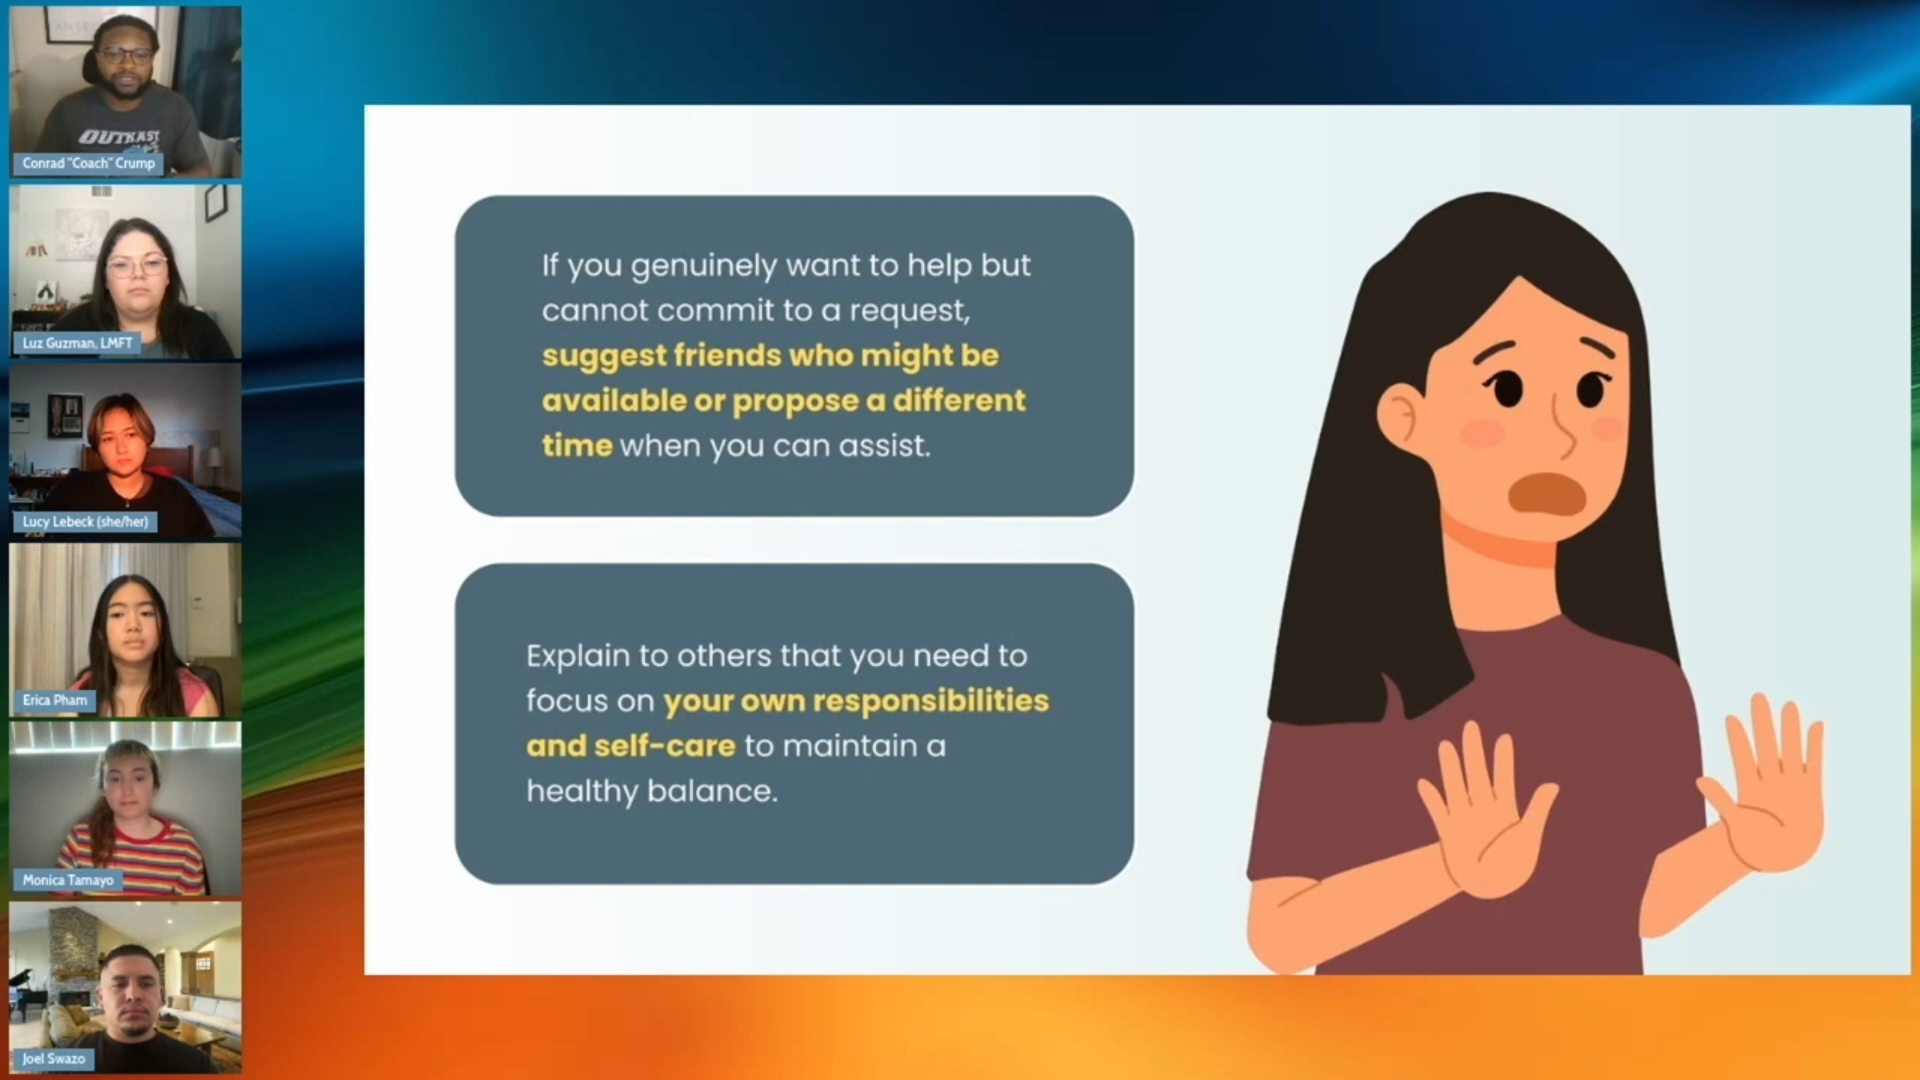 OUTKAST
Conrad "Coach" Crump
Luz Guzman, LMFT
Lucy Lebeck (she/her)
Erica Pham
Monica Tamayo
Joel Swazo
If you genuinely want to help but
cannot commit to a request,
suggest friends who might be
available or propose a different
time when you can assist.
Explain to others that you need to
focus on your own responsibilities
and self-care to maintain a
healthy balance.